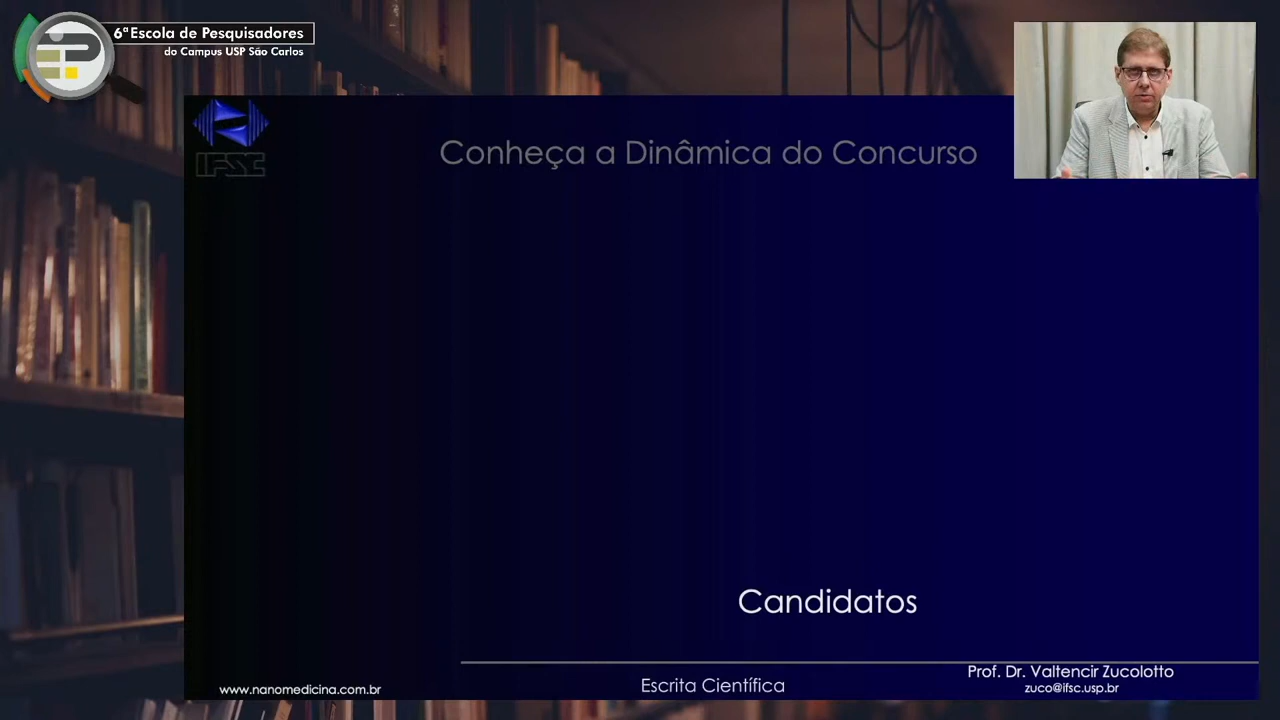 6ª Escola de Pesquisadores
do Campus USP São Carlos
IFSC
Conheça a Dinâmica do Concurso
Candidatos
Prof. Dr. Valtencir Zucolotto
www.nanomedicina.com.br
Escrita Científica
zuco@ifsc.usp.br